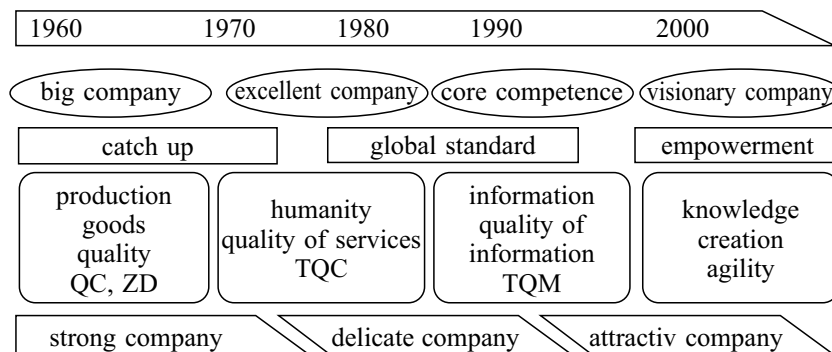 1960 1970 1980 1990 2000
big company excellent company core competence visionary company
catch up global standard empowerment
production
goods
quality
QC, ZD
humanity
quality of services
TQC
information
quality of
information
TQM
knowledge
creation
agility
strong company delicate company attractiv company